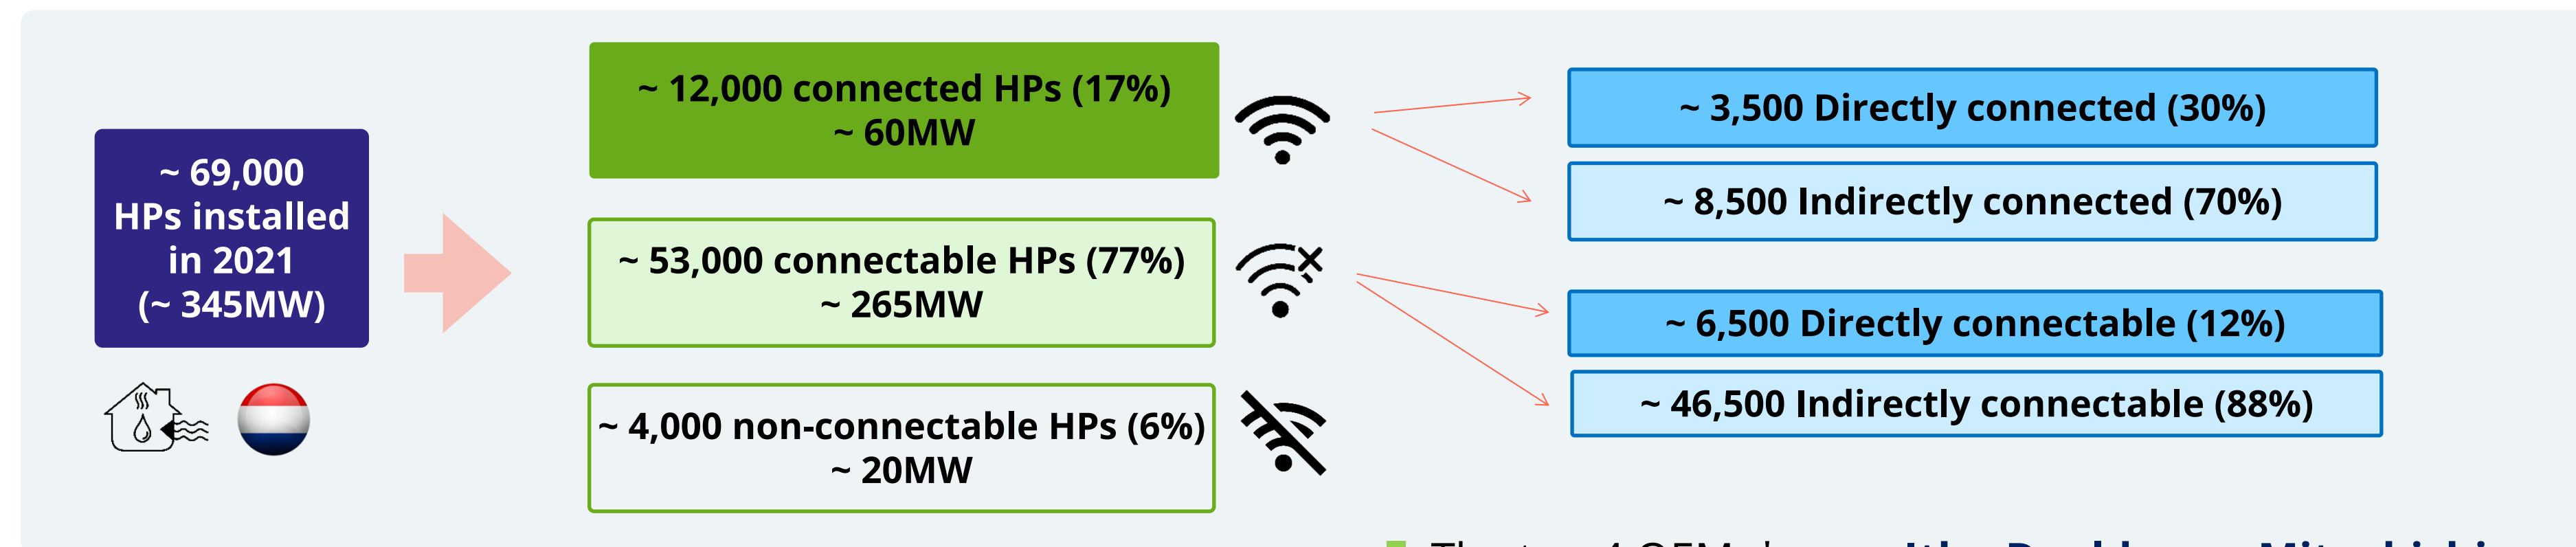 ~ 69,000
HPs installed
in 2021
(~ 345MW)
~ 12,000 connected HPs (17%)
~ 60MW
~ 53,000 connectable HPs (77%)
~ 265MW
~ 4,000 non-connectable HPs (6%)
~ 20MW
~ 3,500 Directly connected (30%)
~ 8,500 Indirectly connected (70%)
~ 6,500 Directly connectable (12%)
~ 46,500 Indirectly connectable (88%)